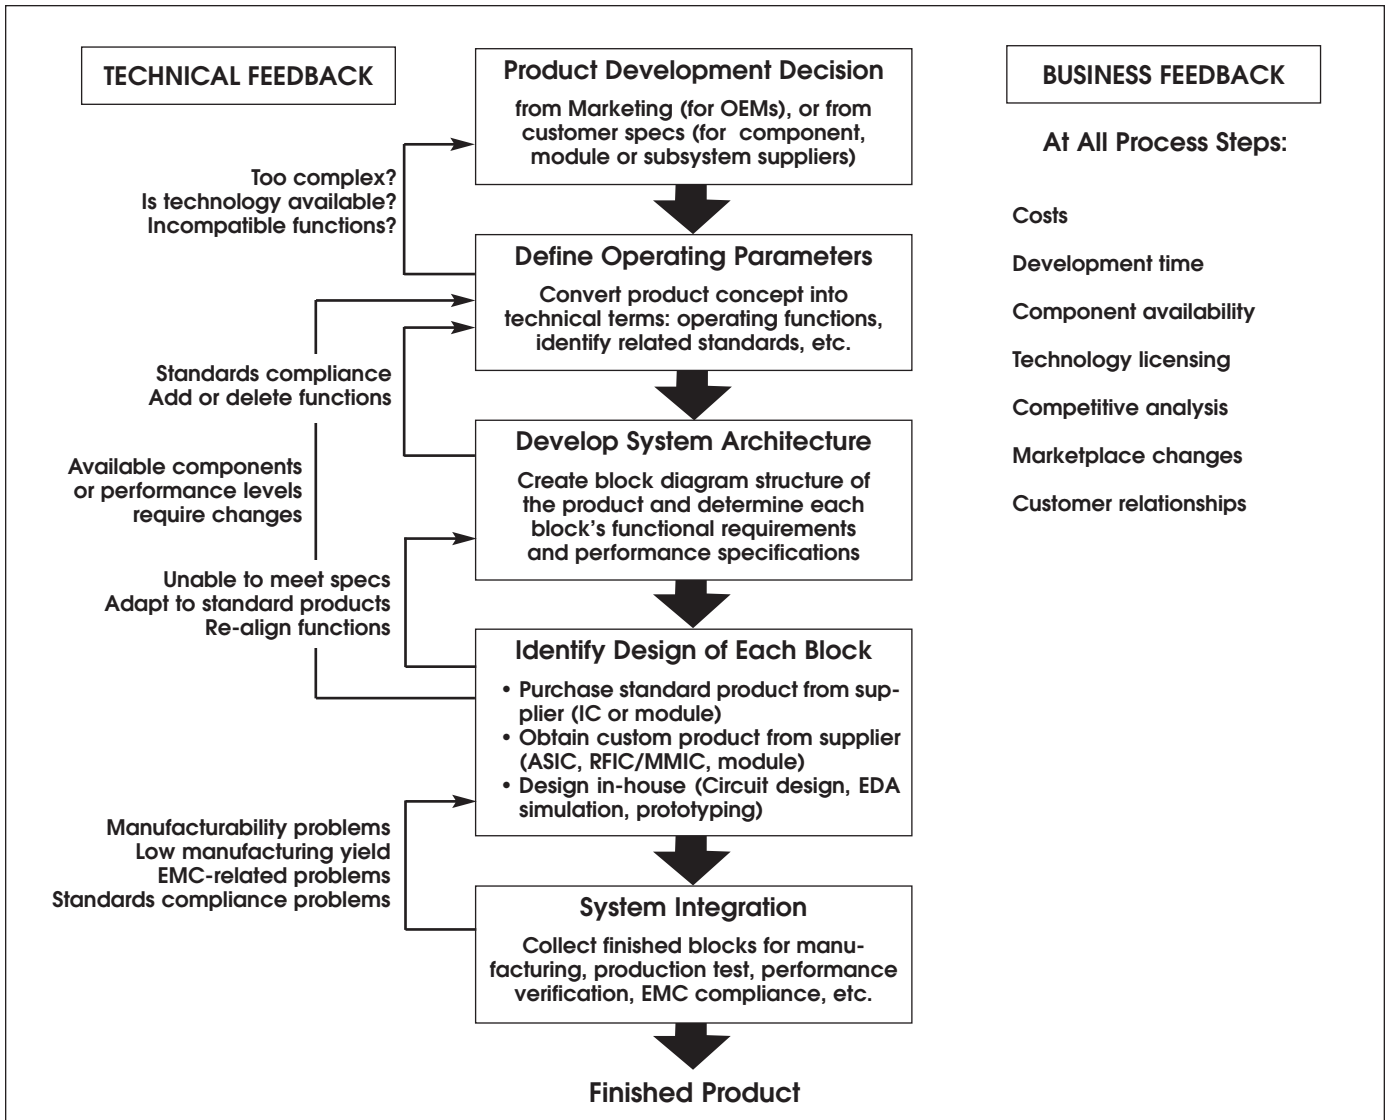 TECHNICAL FEEDBACK
Too complex?
Is technology available?
Incompatible functions?
Standards compliance
Add or delete functions
Available components
or performance levels
require changes
Unable to meet specs
Adapt to standard products
Re-align functions
Manufacturability problems
Low manufacturing yield
EMC-related problems
Standards compliance problems
Product Development Decision
from Marketing (for OEMs), or from
customer specs (for component,
module or subsystem suppliers)
Define Operating Parameters
Convert product concept into
technical terms: operating functions,
identify related standards, etc.
Develop System Architecture
Create block diagram structure of
the product and determine each
block's functional requirements
and performance specifications
Identify Design of Each Block
• Purchase standard product from sup-
plier (IC or module)
• Obtain custom product from supplier
(ASIC, RFIC/MMIC, module)
• Design in-house (Circuit design, EDA
simulation, prototyping)
System Integration
Collect finished blocks for manu-
facturing, production test, performance
verification, EMC compliance, etc.
Finished Product
BUSINESS FEEDBACK
At All Process Steps:
Costs
Development time
Component availability
Technology licensing
Competitive analysis
Marketplace changes
Customer relationships